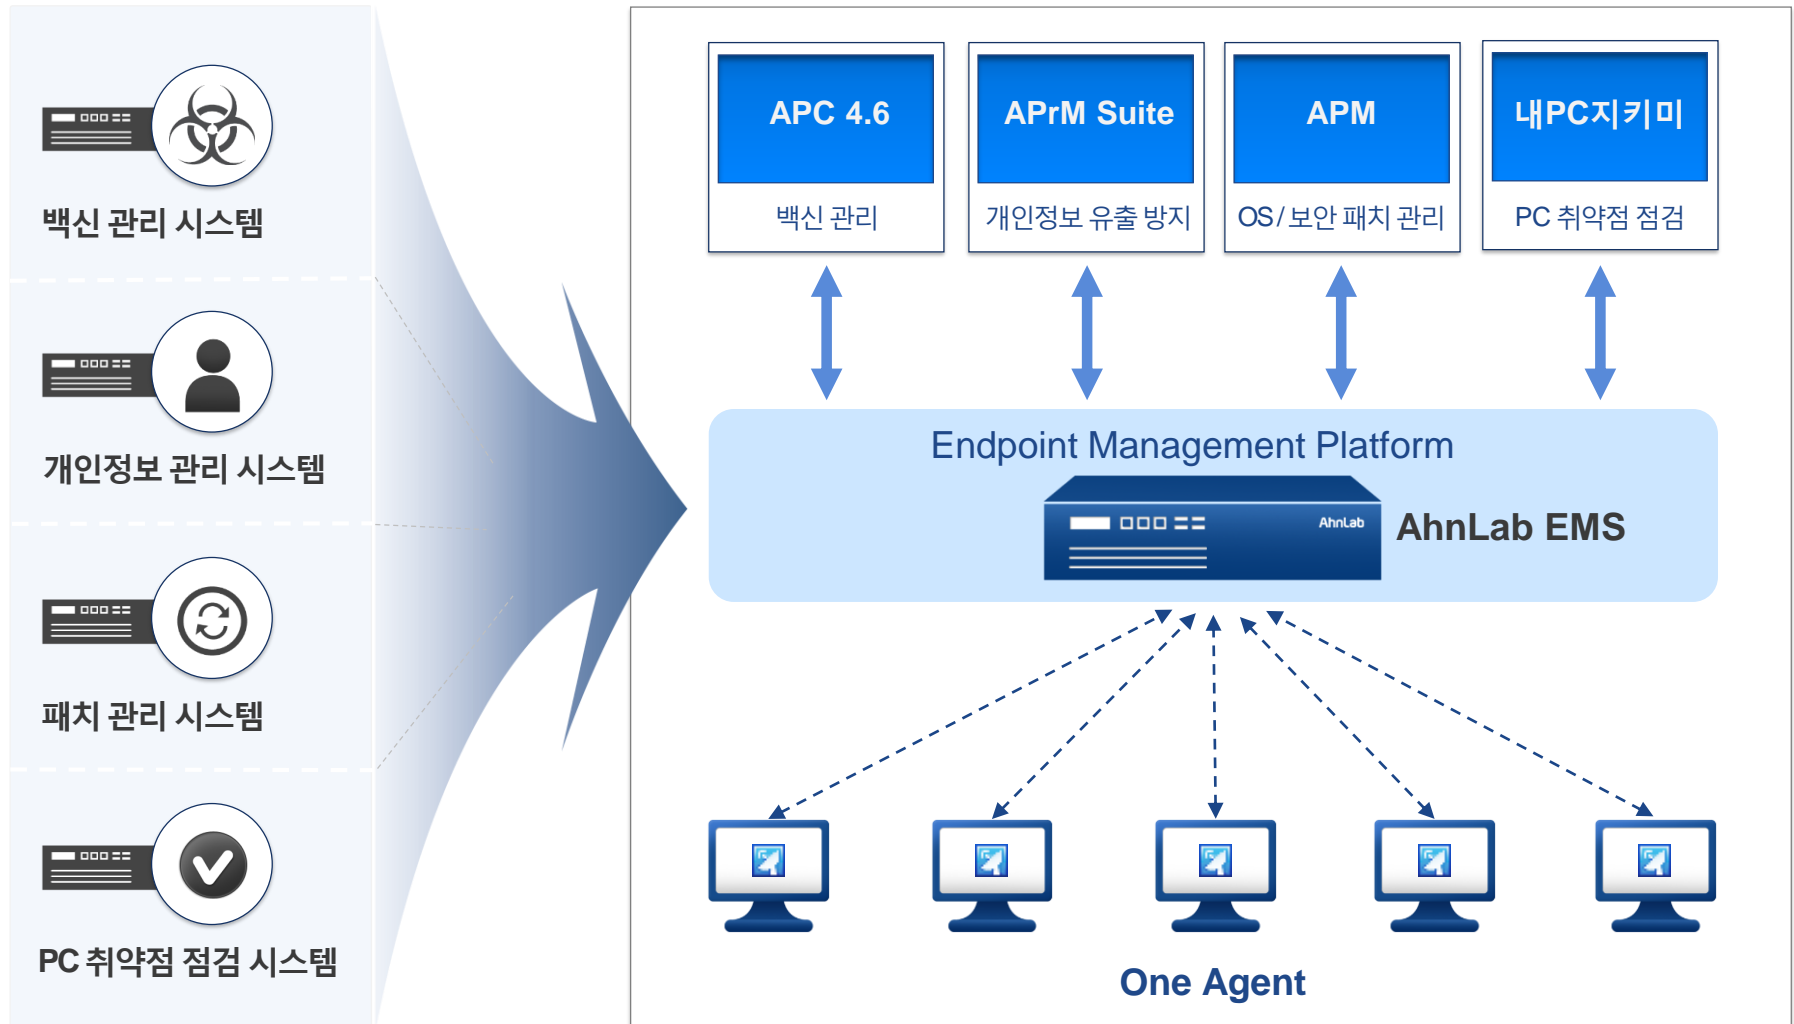 백신 관리 시스템
개인정보 관리 시스템
패치 관리 시스템
PC 취약점 점검 시스템
APC 4.6
백신 관리
APrM Suite
개인정보 유출 방지
APM
OS / 보안 패치 관리
내PC지키미
PC 취약점 점검
Endpoint Management Platform
AhnLab
AhnLab EMS
One Agent